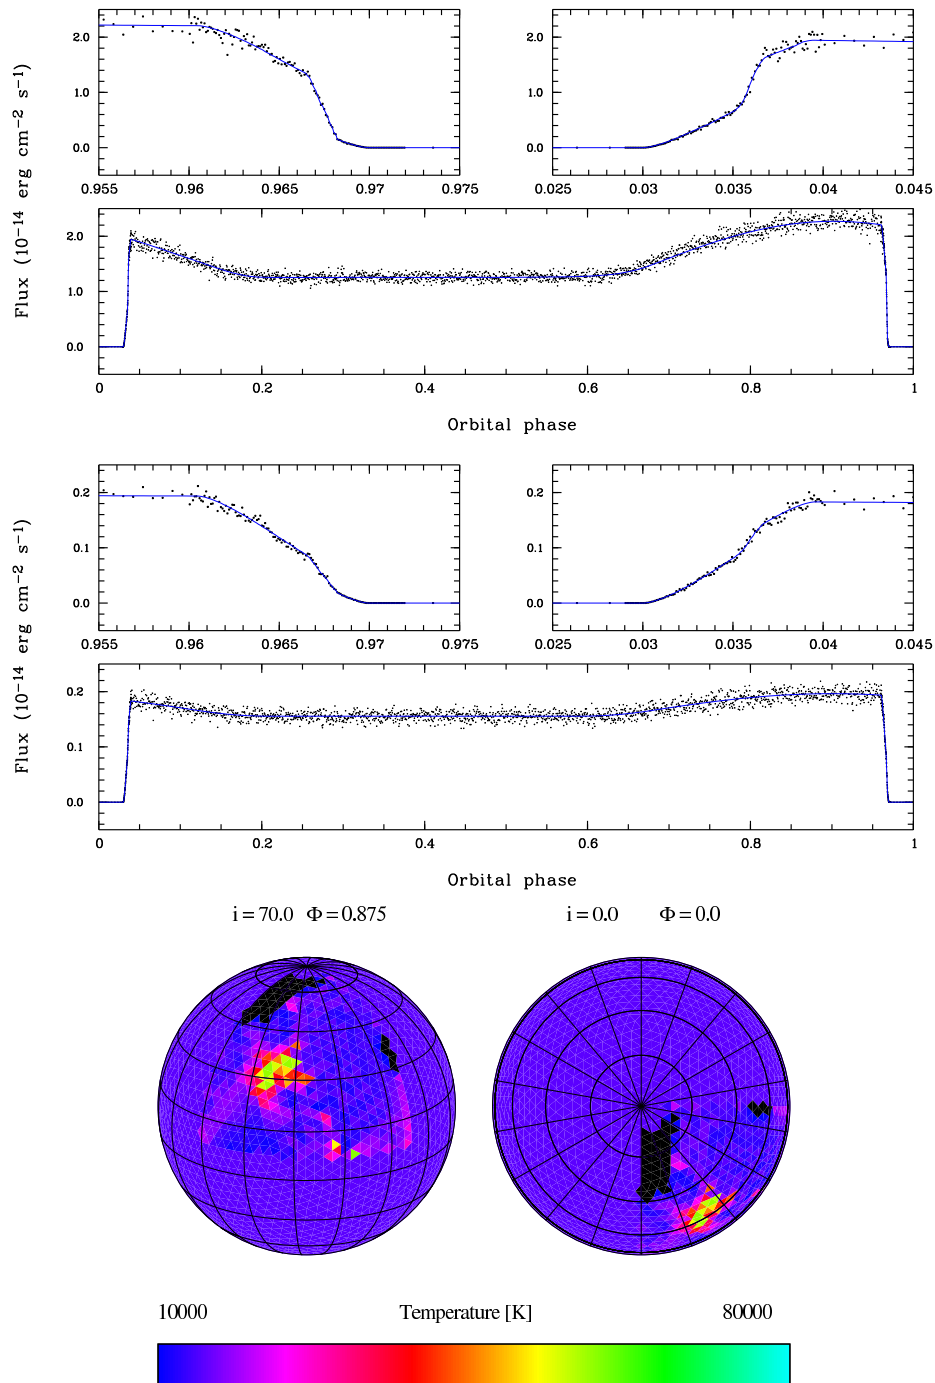 2.0
1.0
0.0
0.955 0.96 0.965 0.97 0.975
2.0
1.0
0.0
0.025 0.03 0.035 0.04 0.045
Flux (10−14 erg cm−2 s−1)
2.0
1.0
0.0
0 0.2 0.4 0.6 0.8 1
Orbital phase
0.2
0.1
0.0
0.955 0.96 0.965 0.97 0.975
0.2
0.1
0.0
0.025 0.03 0.035 0.04 0.045
Flux (10−14 erg cm−2 s−1)
0.2
0.1
0.0
0 0.2 0.4 0.6 0.8 1
Orbital phase
i = 70.0 Φ = 0.875
i = 0.0 Φ = 0.0
10000 Temperature [K] 80000